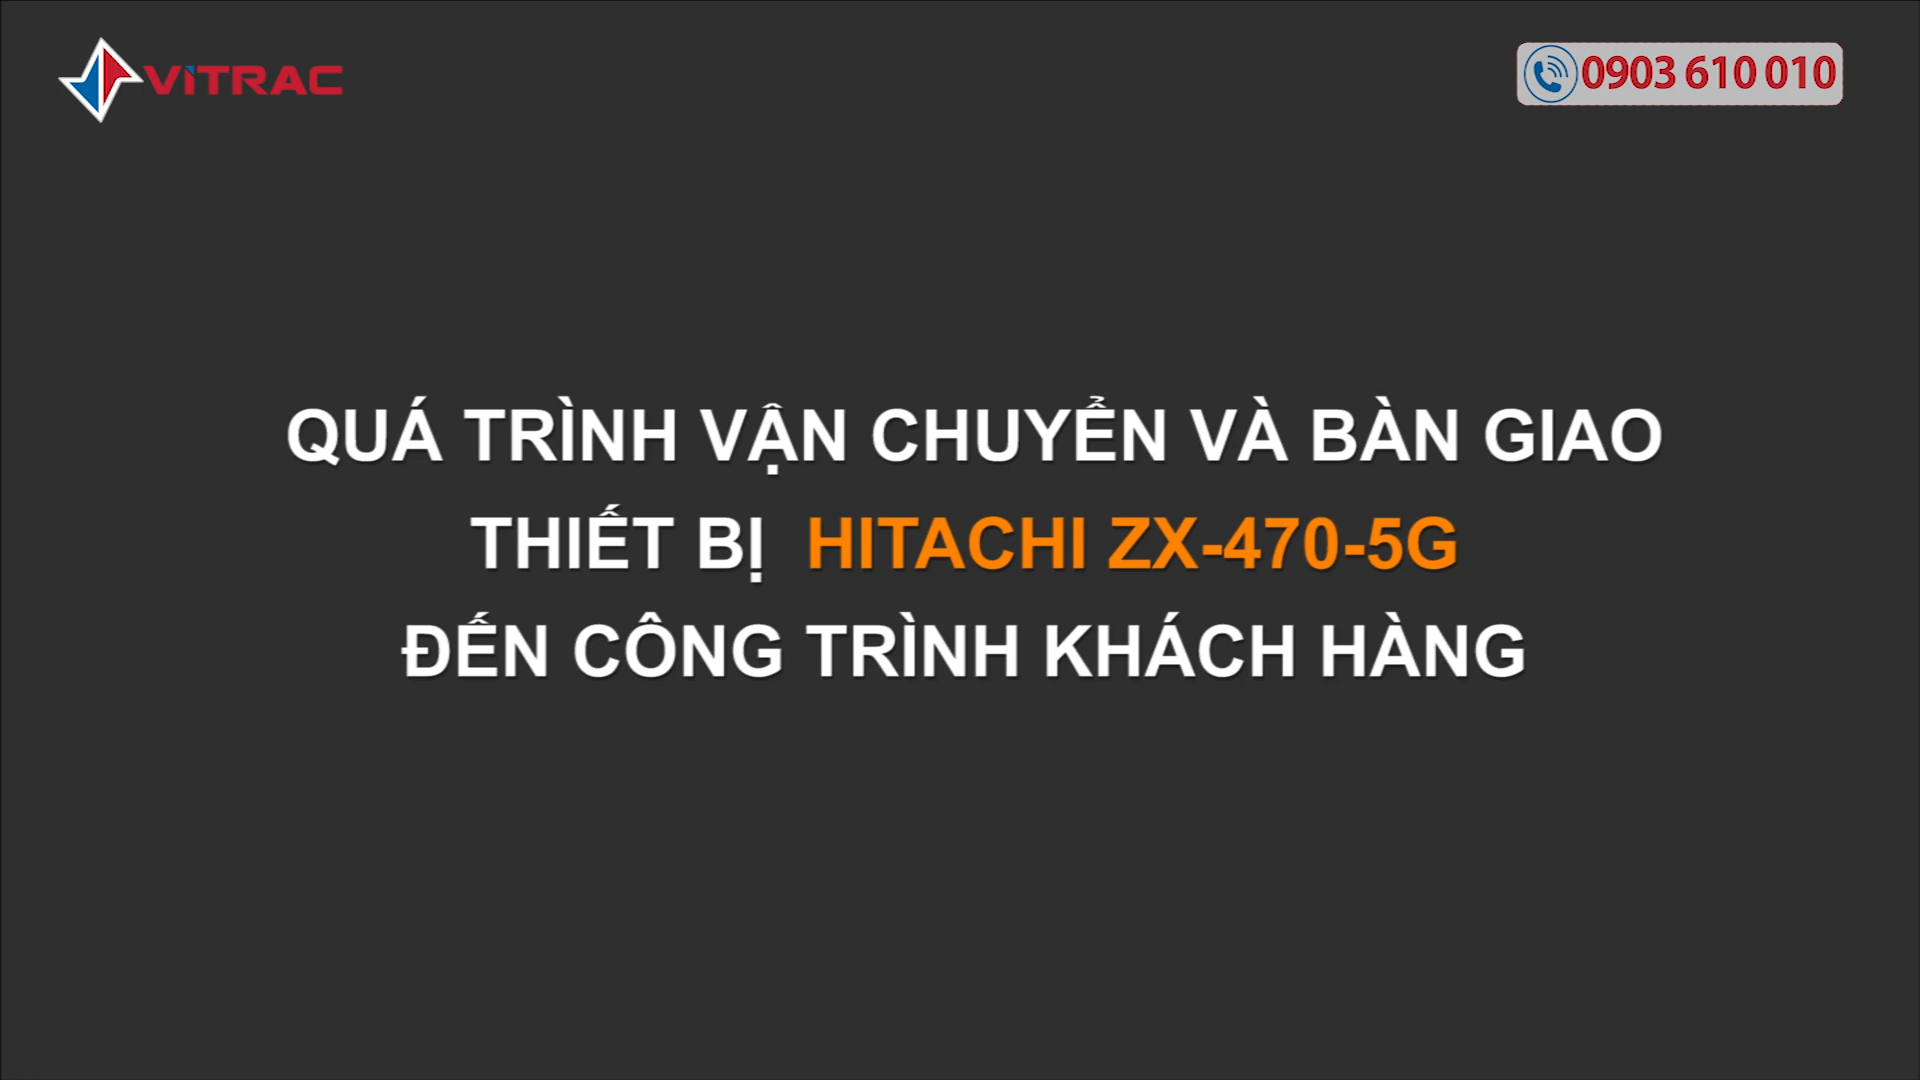 VITRAC
0903 610 010
QUÁ TRÌNH VẬN CHUYỂN VÀ BÀN GIAO
THIẾT BỊ HITACHI ZX-470-5G
ĐẾN CÔNG TRÌNH KHÁCH HÀNG